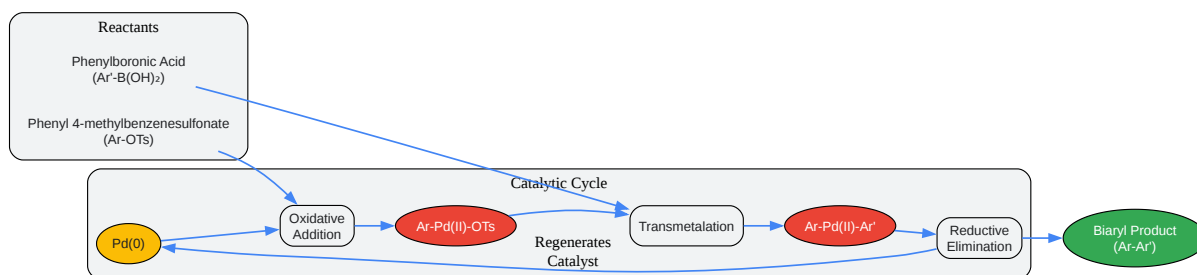 Reactants
Phenylboronic Acid
(Ar'-B(OH)₂)
Phenyl 4-methylbenzenesulfonate
(Ar-OTs)
Catalytic Cycle
Pd(0)
Oxidative
Addition
Ar-Pd(II)-OTs
Transmetalation
Ar-Pd(II)-Ar'
Reductive
Elimination
Regenerates
Catalyst
Biaryl Product
(Ar-Ar')